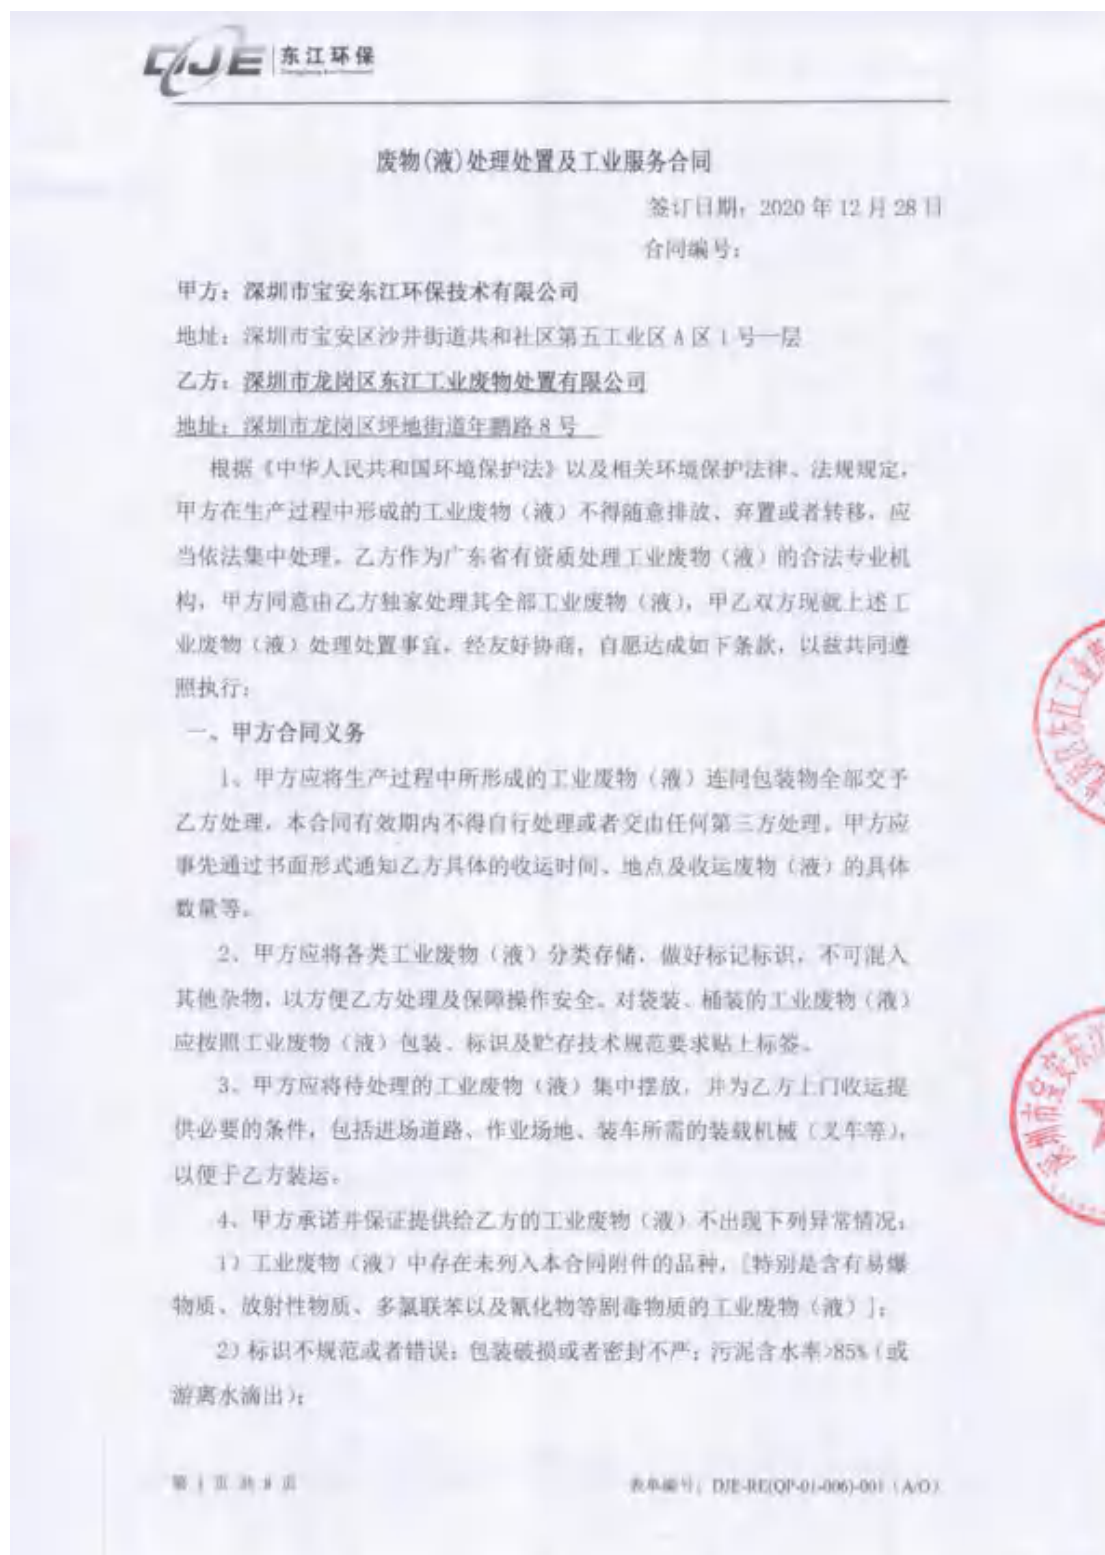 DJE 东江环保
废物(液)处理处置及工业服务合同
签订日期：2020 年 12 月 28 日
合同编号：
甲方：深圳市宝安东江环保技术有限公司
地址：深圳市宝安区沙井街道共和社区第五工业区 A 区 1 号一层
乙方：深圳市龙岗区东江工业废物处置有限公司
地址：深圳市龙岗区坪地街道年鹏路 8 号
根据《中华人民共和国环境保护法》以及相关环境保护法律、法规规定，
甲方在生产过程中形成的工业废物（液）不得随意排放、弃置或者转移，应
当依法集中处理。乙方作为广东省有资质处理工业废物（液）的合法专业机
构，甲方同意由乙方独家处理其全部工业废物（液），甲乙双方现就上述工
业废物（液）处理处置事宜，经友好协商，自愿达成如下条款，以兹共同遵
照执行：
一、甲方合同义务
1、甲方应将生产过程中所形成的工业废物（液）连同包装物全部交予
乙方处理，本合同有效期内不得自行处理或者交由任何第三方处理。甲方应
事先通过书面形式通知乙方具体的收运时间、地点及收运废物（液）的具体
数量等。
2、甲方应将各类工业废物（液）分类存储，做好标记标识，不可混入
其他杂物，以方便乙方处理及保障操作安全。对袋装、桶装的工业废物（液）
应按照工业废物（液）包装、标识及贮存技术规范要求贴上标签。
3、甲方应将待处理的工业废物（液）集中摆放，并为乙方上门收运提
供必要的条件，包括进场道路、作业场地、装车所需的装载机械（叉车等），
以便于乙方装运。
4、甲方承诺并保证提供给乙方的工业废物（液）不出现下列异常情况：
1）工业废物（液）中存在未列入本合同附件的品种，[特别是含有易爆
物质、放射性物质、多氯联苯以及氰化物等剧毒物质的工业废物（液）]；
2）标识不规范或者错误；包装破损或者密封不严；污泥含水率>85%（或
游离水滴出）；
第 1 页 共 8 页
表单编号：DJE-RE(QP-01-006)-001（A/O）
东江工业废
深圳市宝安东江